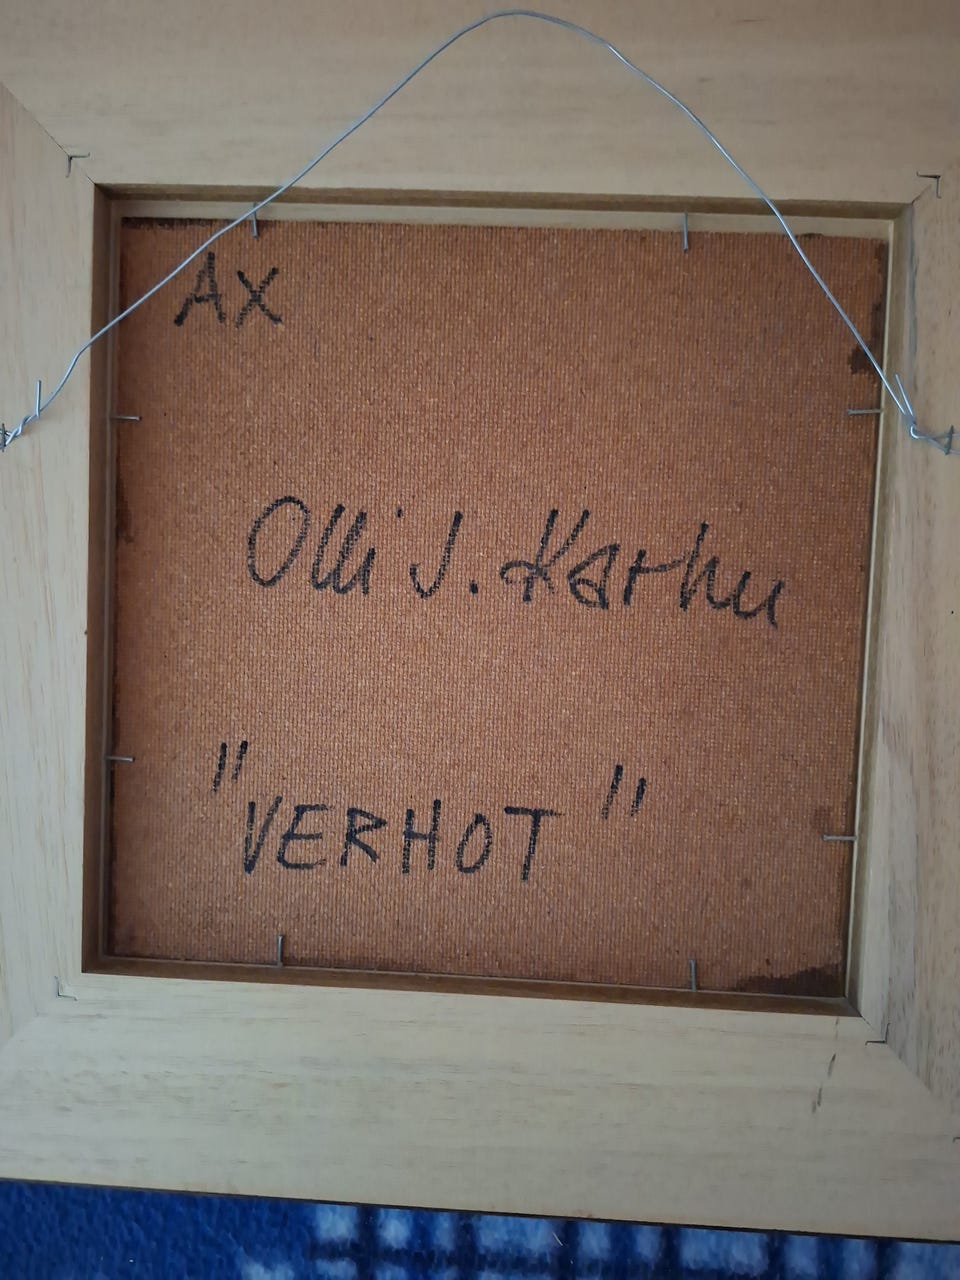 AX
Olli J. Karhu
"VERHOT"